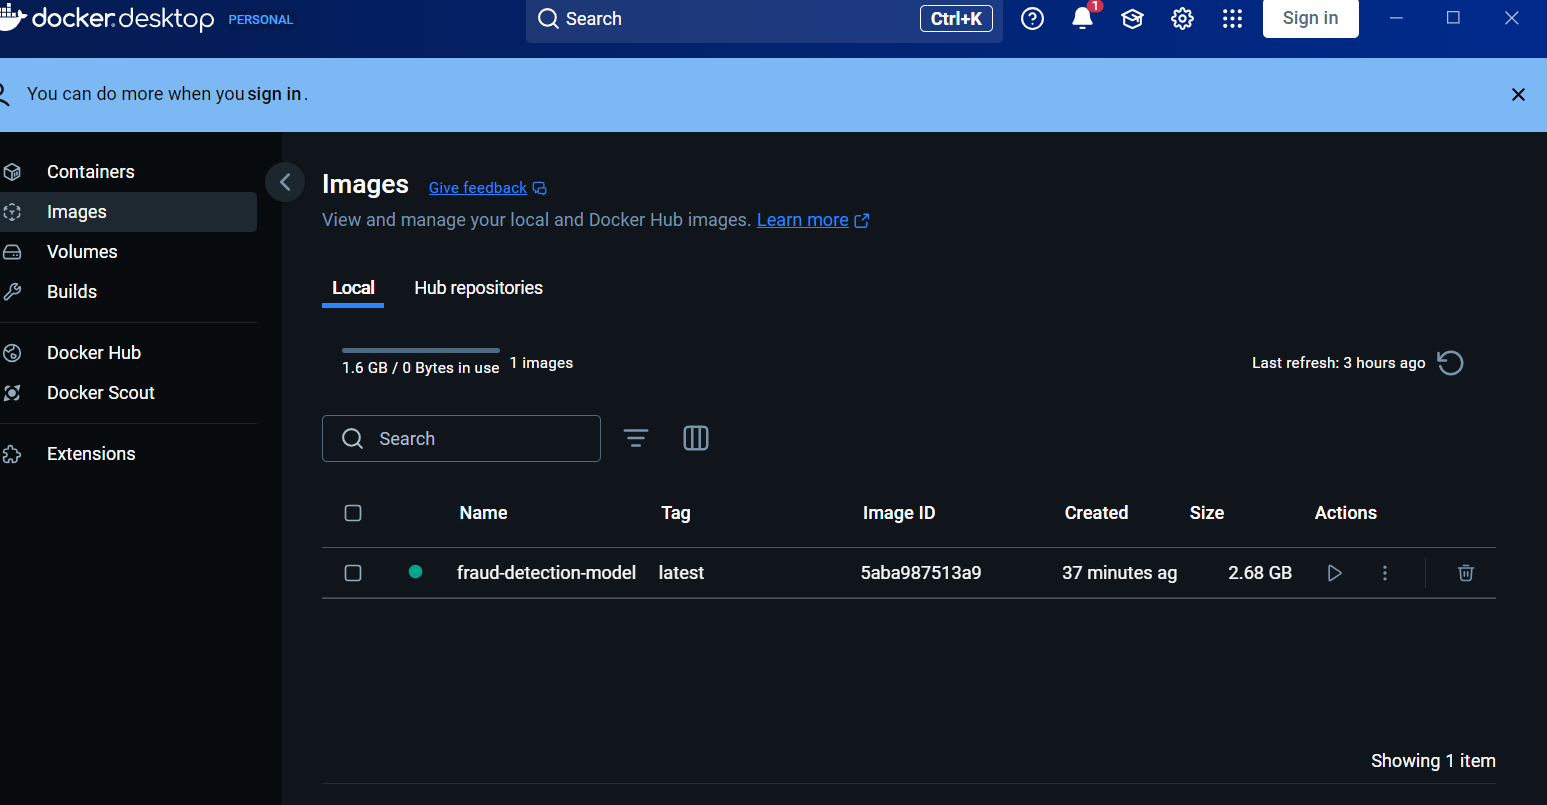 docker.desktop PERSONAL
Search
Ctrl+K
1
Sign in
You can do more when you sign in.
Containers
Images
Volumes
Builds
Docker Hub
Docker Scout
Extensions
Images Give feedback
View and manage your local and Docker Hub images. Learn more
Local Hub repositories
1.6 GB / 0 Bytes in use 1 images
Last refresh: 3 hours ago
Search
Name Tag Image ID Created Size Actions
fraud-detection-model latest 5aba987513a9 37 minutes ag 2.68 GB
Showing 1 item